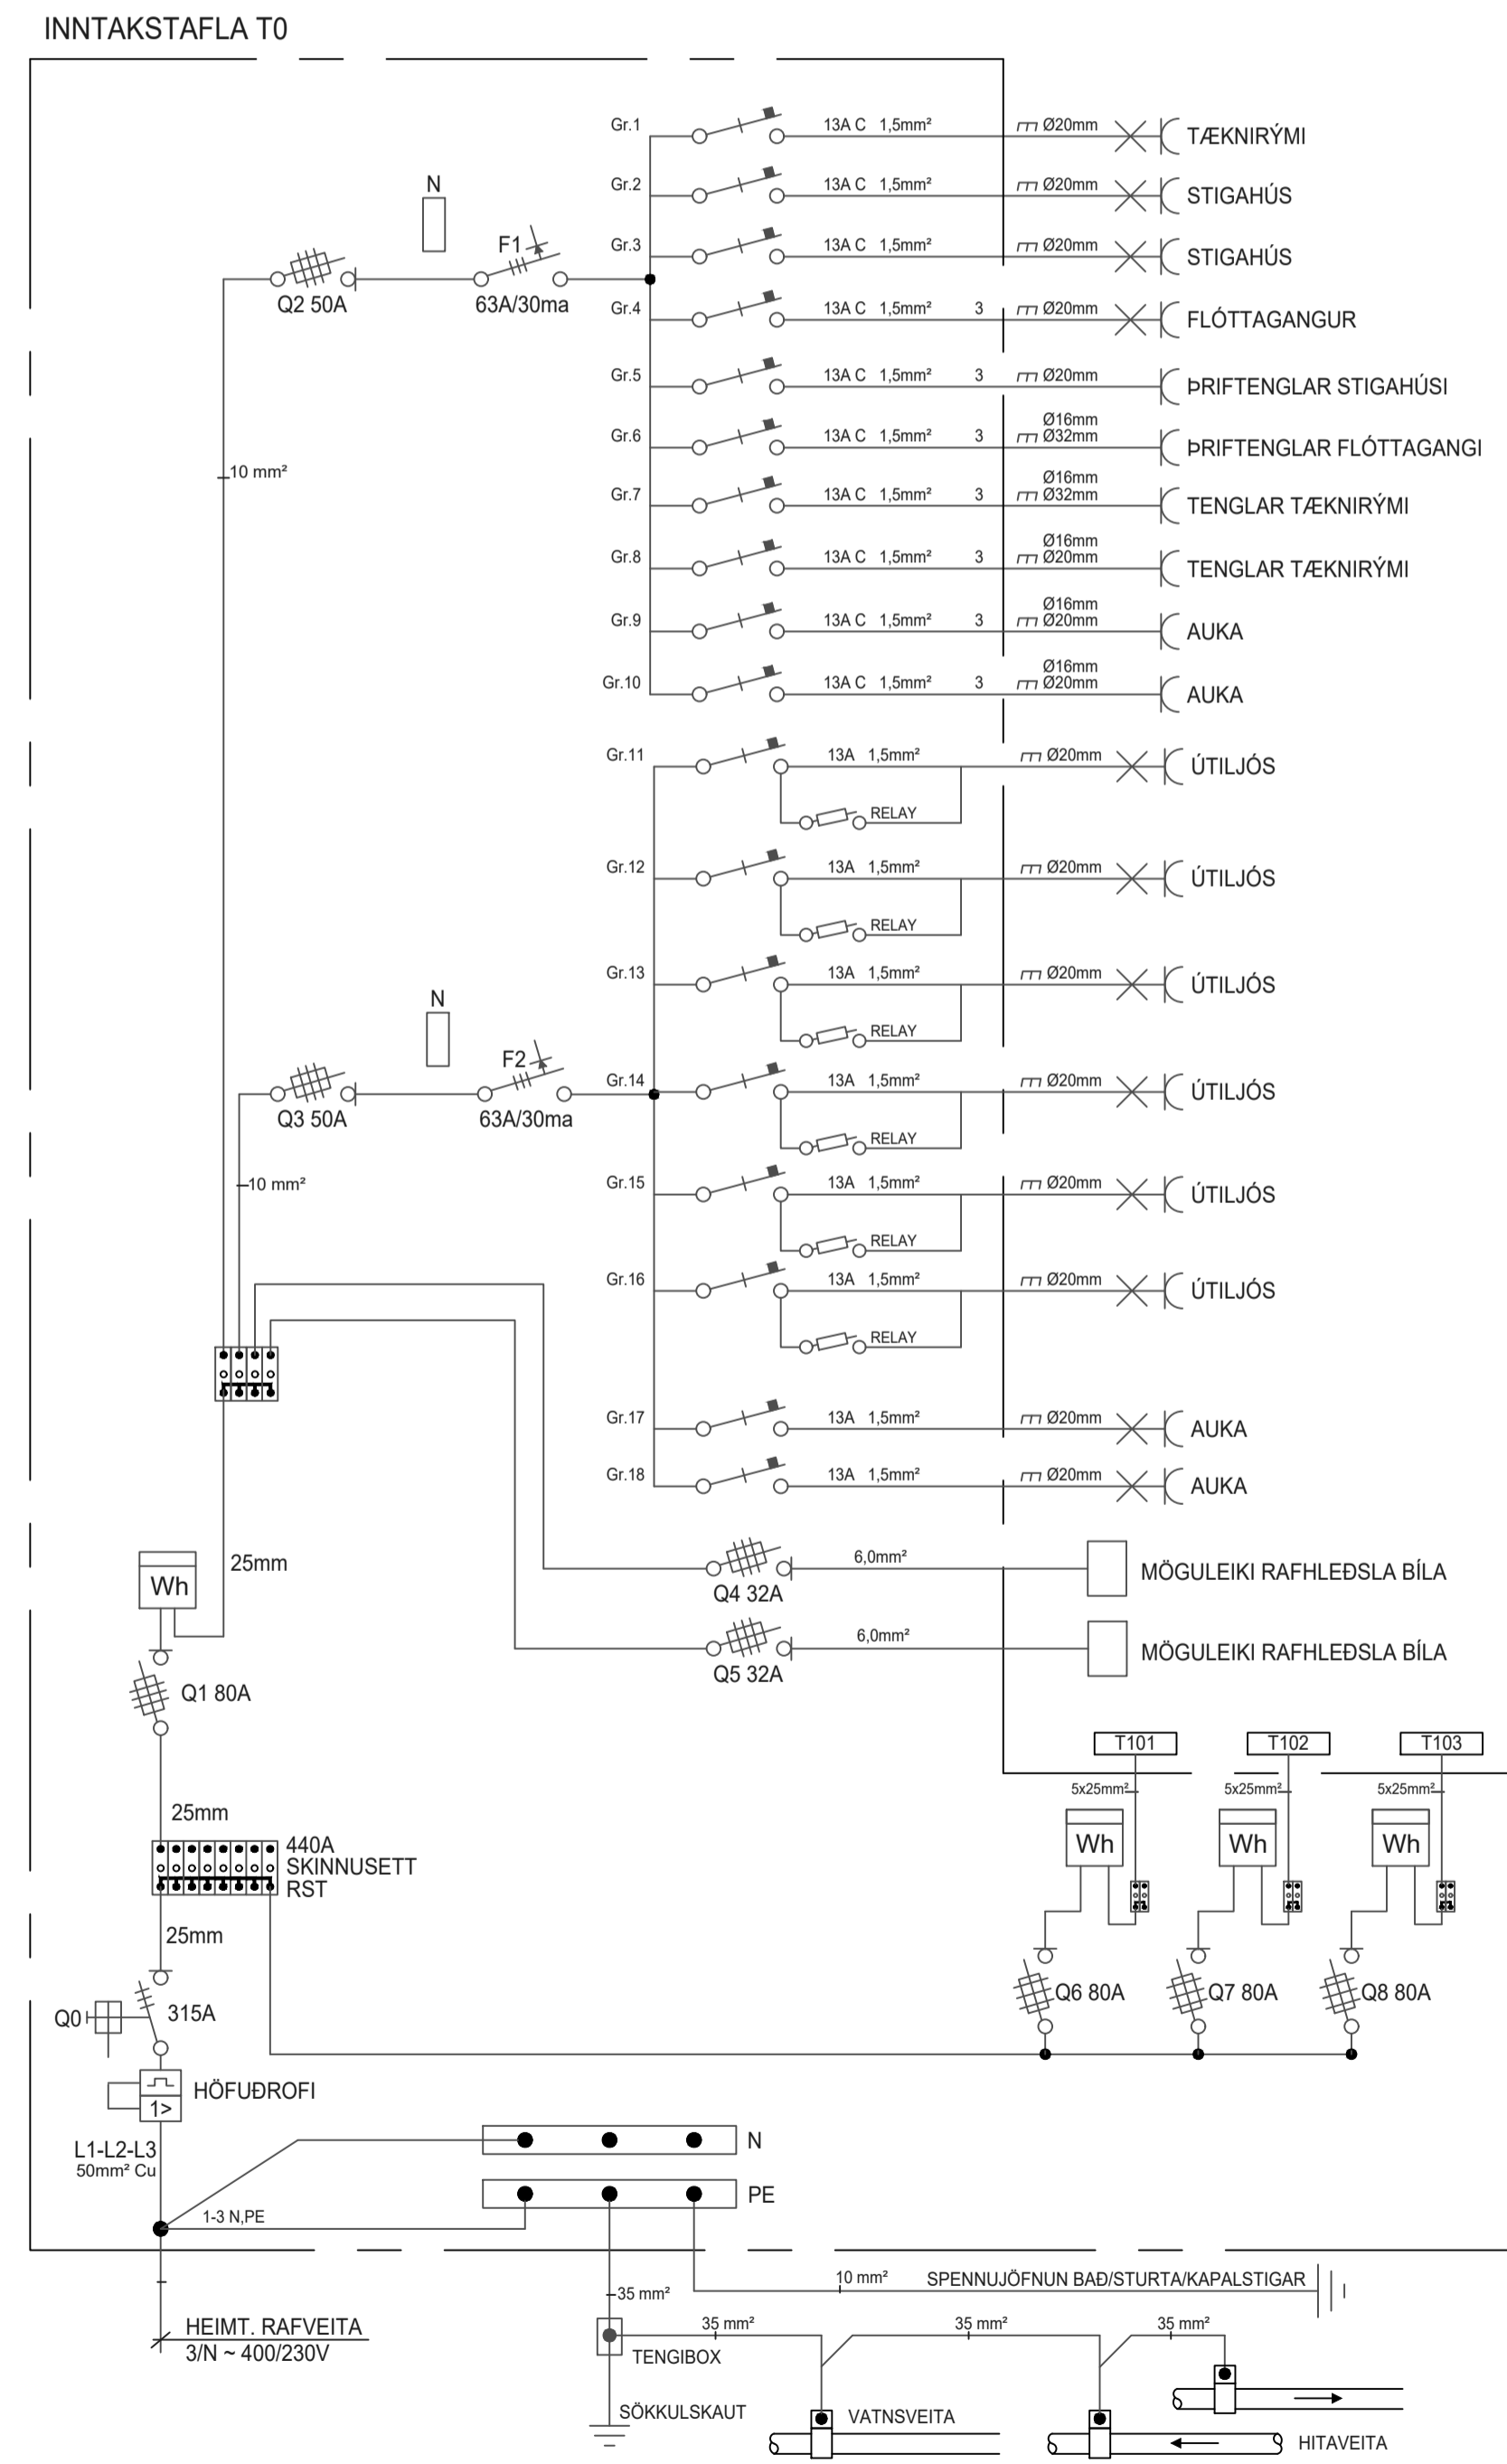 INNTAKSTAFLA T0
Gr.1 13A C 1,5mm² Ø20mm TÆKNIRÝMI
Gr.2 13A C 1,5mm² Ø20mm STIGAHÚS
N
Gr.3 13A C 1,5mm² Ø20mm STIGAHÚS
F1
Q2 50A 63A/30ma
Gr.4 13A C 1,5mm² 3 Ø20mm FLÓTTAGANGUR
Gr.5 13A C 1,5mm² 3 Ø20mm ÞRIFTENGLAR STIGAHÚSI
Ø16mm
Gr.6 13A C 1,5mm² 3 Ø32mm ÞRIFTENGLAR FLÓTTAGANGI
10 mm²
Ø16mm
Gr.7 13A C 1,5mm² 3 Ø32mm TENGLAR TÆKNIRÝMI
Ø16mm
Gr.8 13A C 1,5mm² 3 Ø20mm TENGLAR TÆKNIRÝMI
Ø16mm
Gr.9 13A C 1,5mm² 3 Ø20mm AUKA
Ø16mm
Gr.10 13A C 1,5mm² 3 Ø20mm AUKA
Gr.11 13A 1,5mm² Ø20mm ÚTILJÓS
RELAY
Gr.12 13A 1,5mm² Ø20mm ÚTILJÓS
RELAY
Gr.13 13A 1,5mm² Ø20mm ÚTILJÓS
N
RELAY
F2
Gr.14 13A 1,5mm² Ø20mm ÚTILJÓS
Q3 50A 63A/30ma
RELAY
Gr.15 13A 1,5mm² Ø20mm ÚTILJÓS
10 mm²
RELAY
Gr.16 13A 1,5mm² Ø20mm ÚTILJÓS
RELAY
Gr.17 13A 1,5mm² Ø20mm AUKA
Gr.18 13A 1,5mm² Ø20mm AUKA
25mm
Wh
6,0mm²
Q4 32A
MÖGULEIKI RAFHLEÐSLA BÍLA
6,0mm²
Q5 32A
MÖGULEIKI RAFHLEÐSLA BÍLA
Q1 80A
T101 T102 T103
5x25mm² 5x25mm² 5x25mm²
25mm
Wh Wh Wh
440A
SKINNUSETT
RST
25mm
Q6 80A Q7 80A Q8 80A
Q0 315A
HÖFUÐROFI
1>
L1-L2-L3
50mm² Cu
N
PE
1-3 N,PE
10 mm² SPENNUJÖFNUN BAÐ/STURTA/KAPALSTIGAR
35 mm²
HEIMT. RAFVEITA
3/N ~ 400/230V
35 mm² 35 mm² 35 mm²
TENGIBOX
SÖKKULSKAUT
VATNSVEITA
HITAVEITA